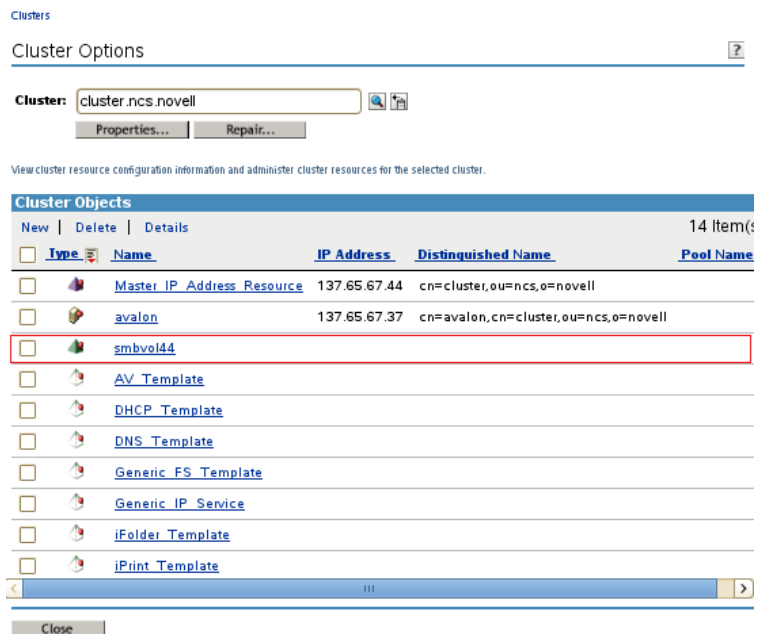 Clusters
Cluster Options ?
Cluster: cluster.ncs.novell
Properties... Repair...
View cluster resource configuration information and administer cluster resources for the selected cluster.
Cluster Objects
New | Delete | Details 14 Item(s
Type Name IP Address Distinguished Name Pool Name
Master IP Address Resource 137.65.67.44 cn=cluster,ou=ncs,o=novell
avalon 137.65.67.37 cn=avalon,cn=cluster,ou=ncs,o=novell
smbvol44
AV Template
DHCP Template
DNS Template
Generic FS Template
Generic IP Service
iFolder Template
iPrint Template
Close